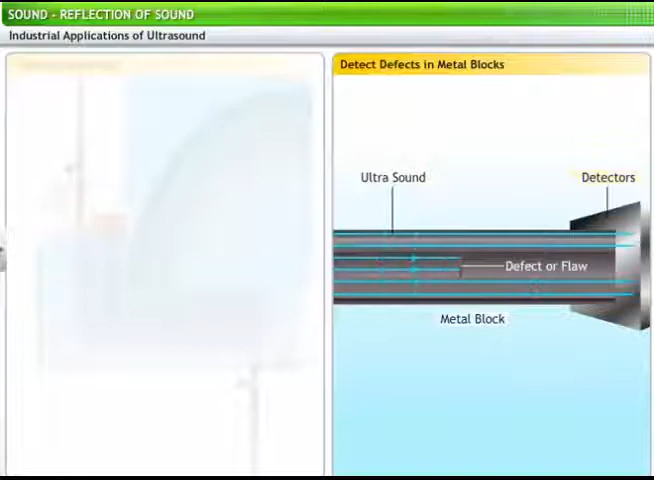 SOUND - REFLECTION OF SOUND
Industrial Applications of Ultrasound
Detect Defects in Metal Blocks
Ultra Sound
Detectors
Defect or Flaw
Metal Block